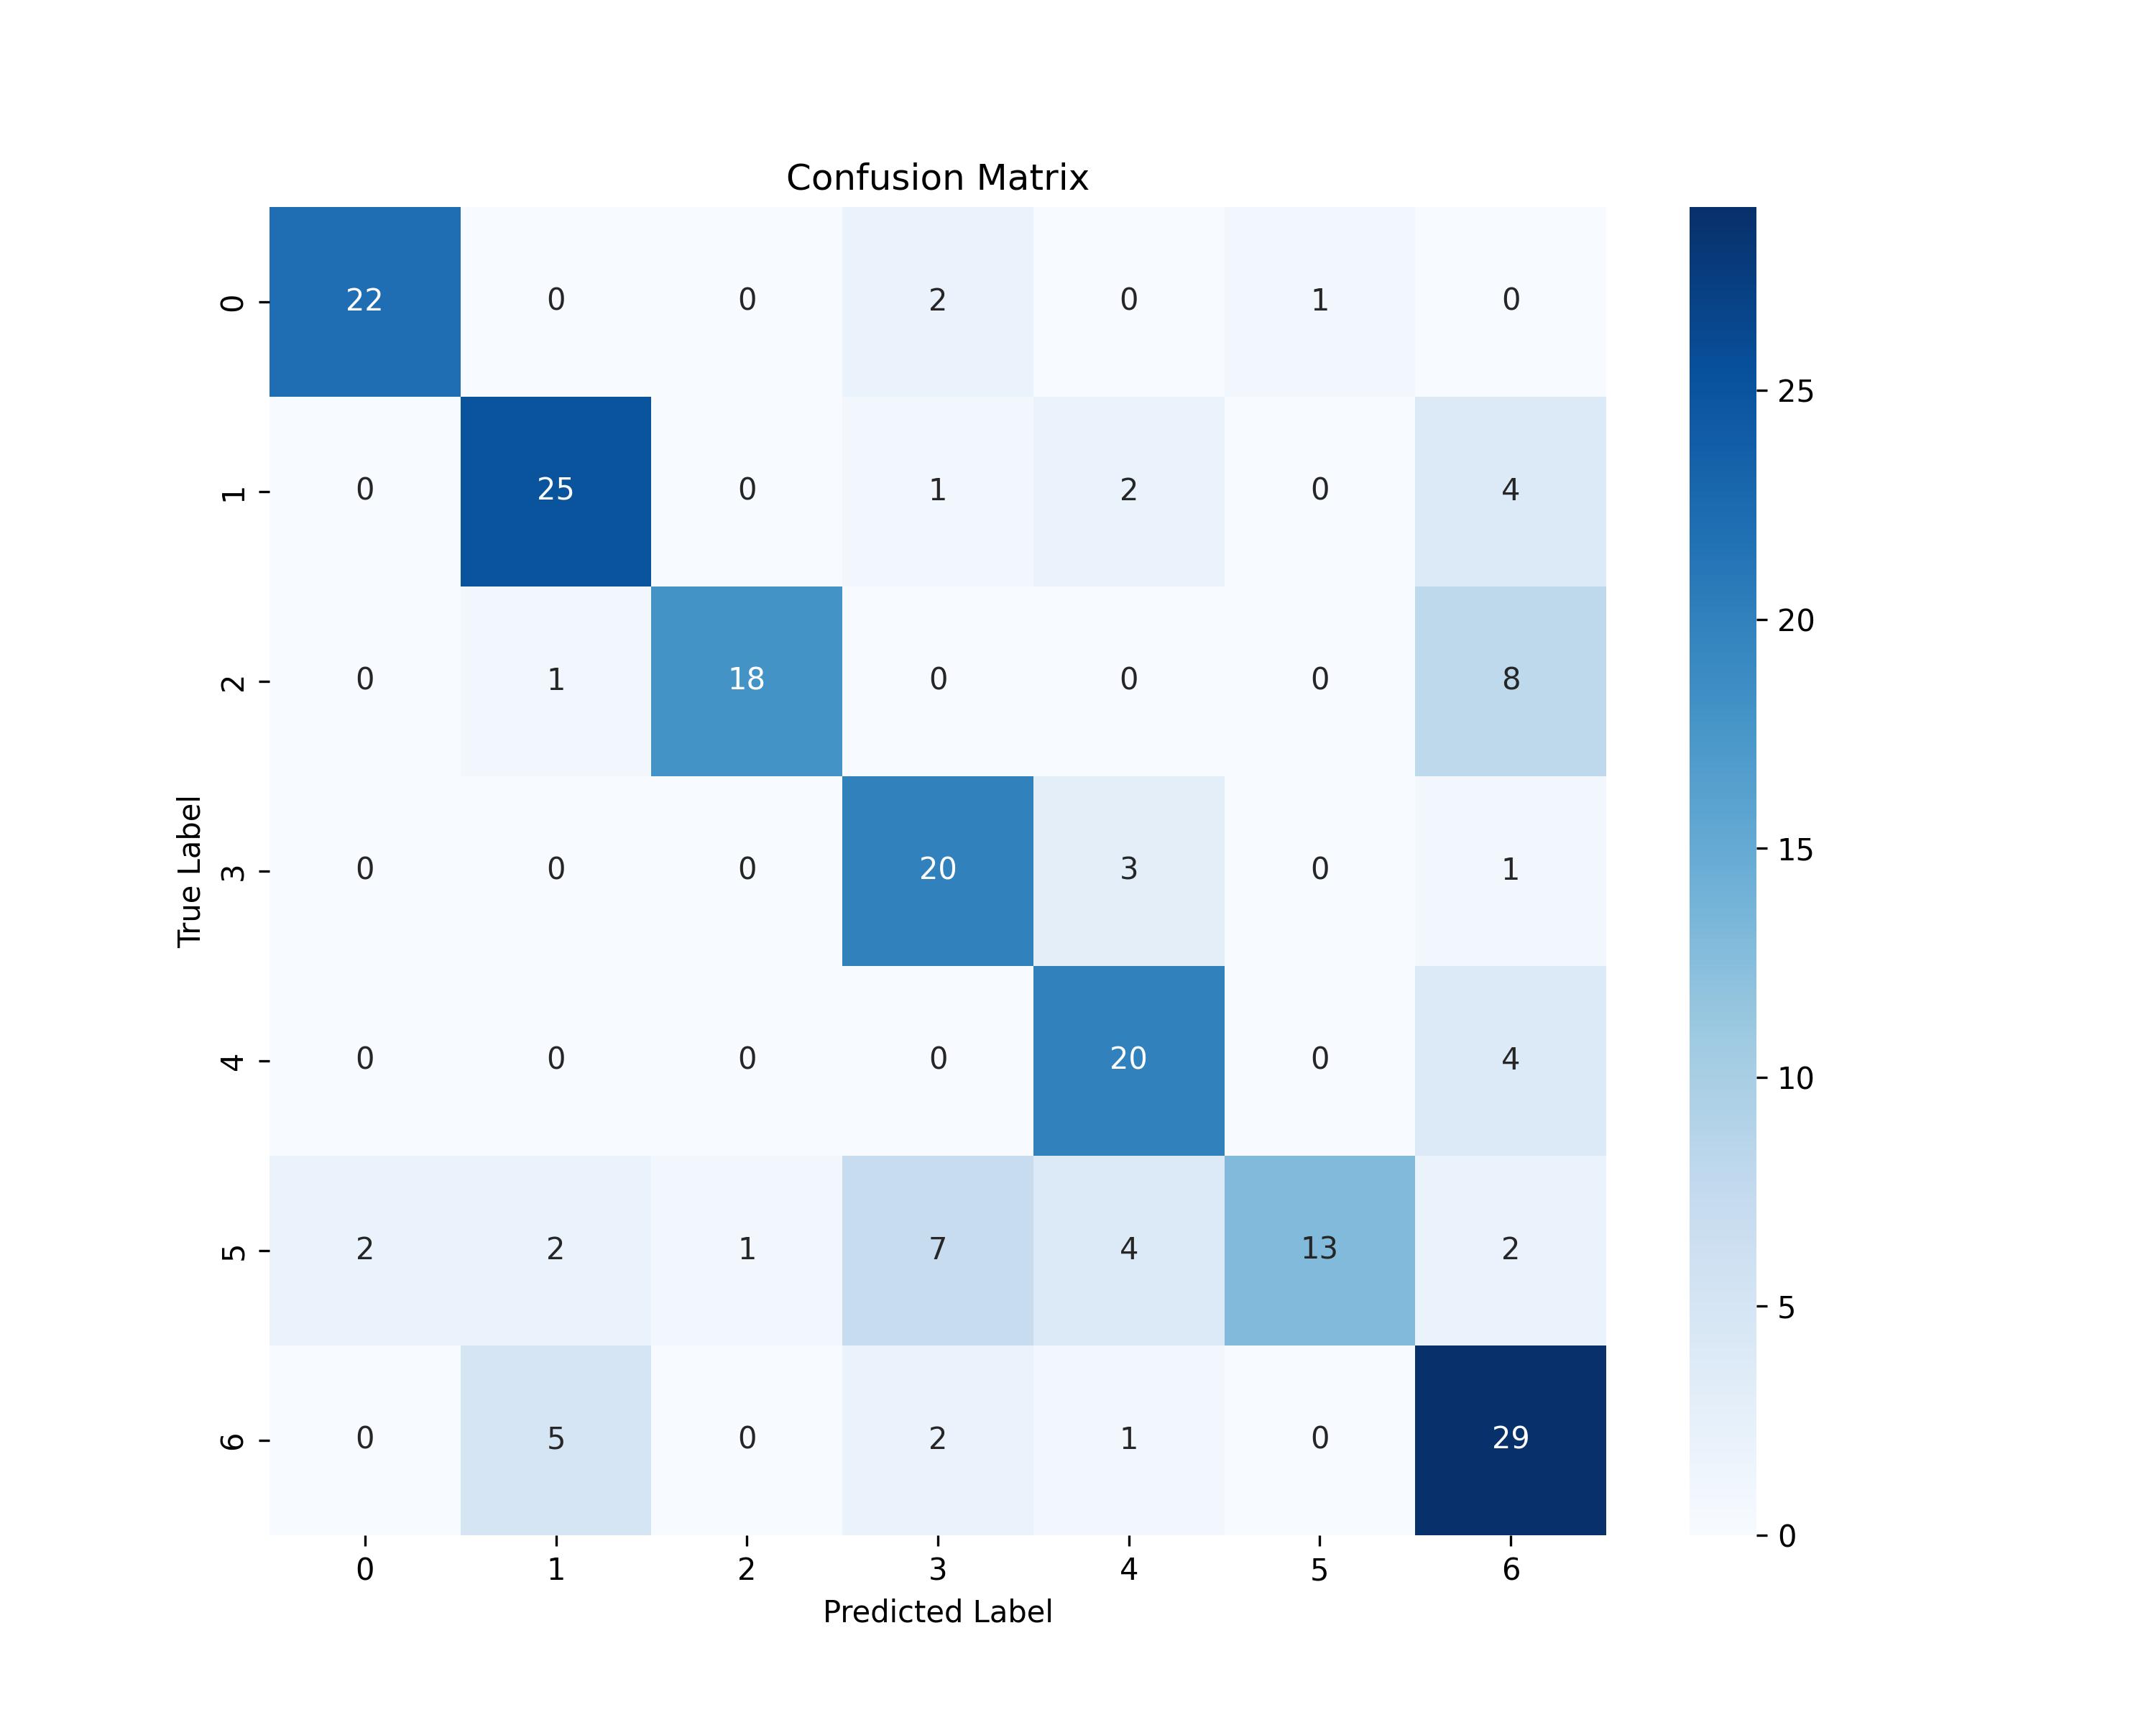 Confusion Matrix
0 22 0 0 2 0 1 0
1 0 25 0 1 2 0 4
2 0 1 18 0 0 0 8
3 0 0 0 20 3 0 1
4 0 0 0 0 20 0 4
5 2 2 1 7 4 13 2
6 0 5 0 2 1 0 29
0 1 2 3 4 5 6
True Label
Predicted Label
25
20
15
10
5
0